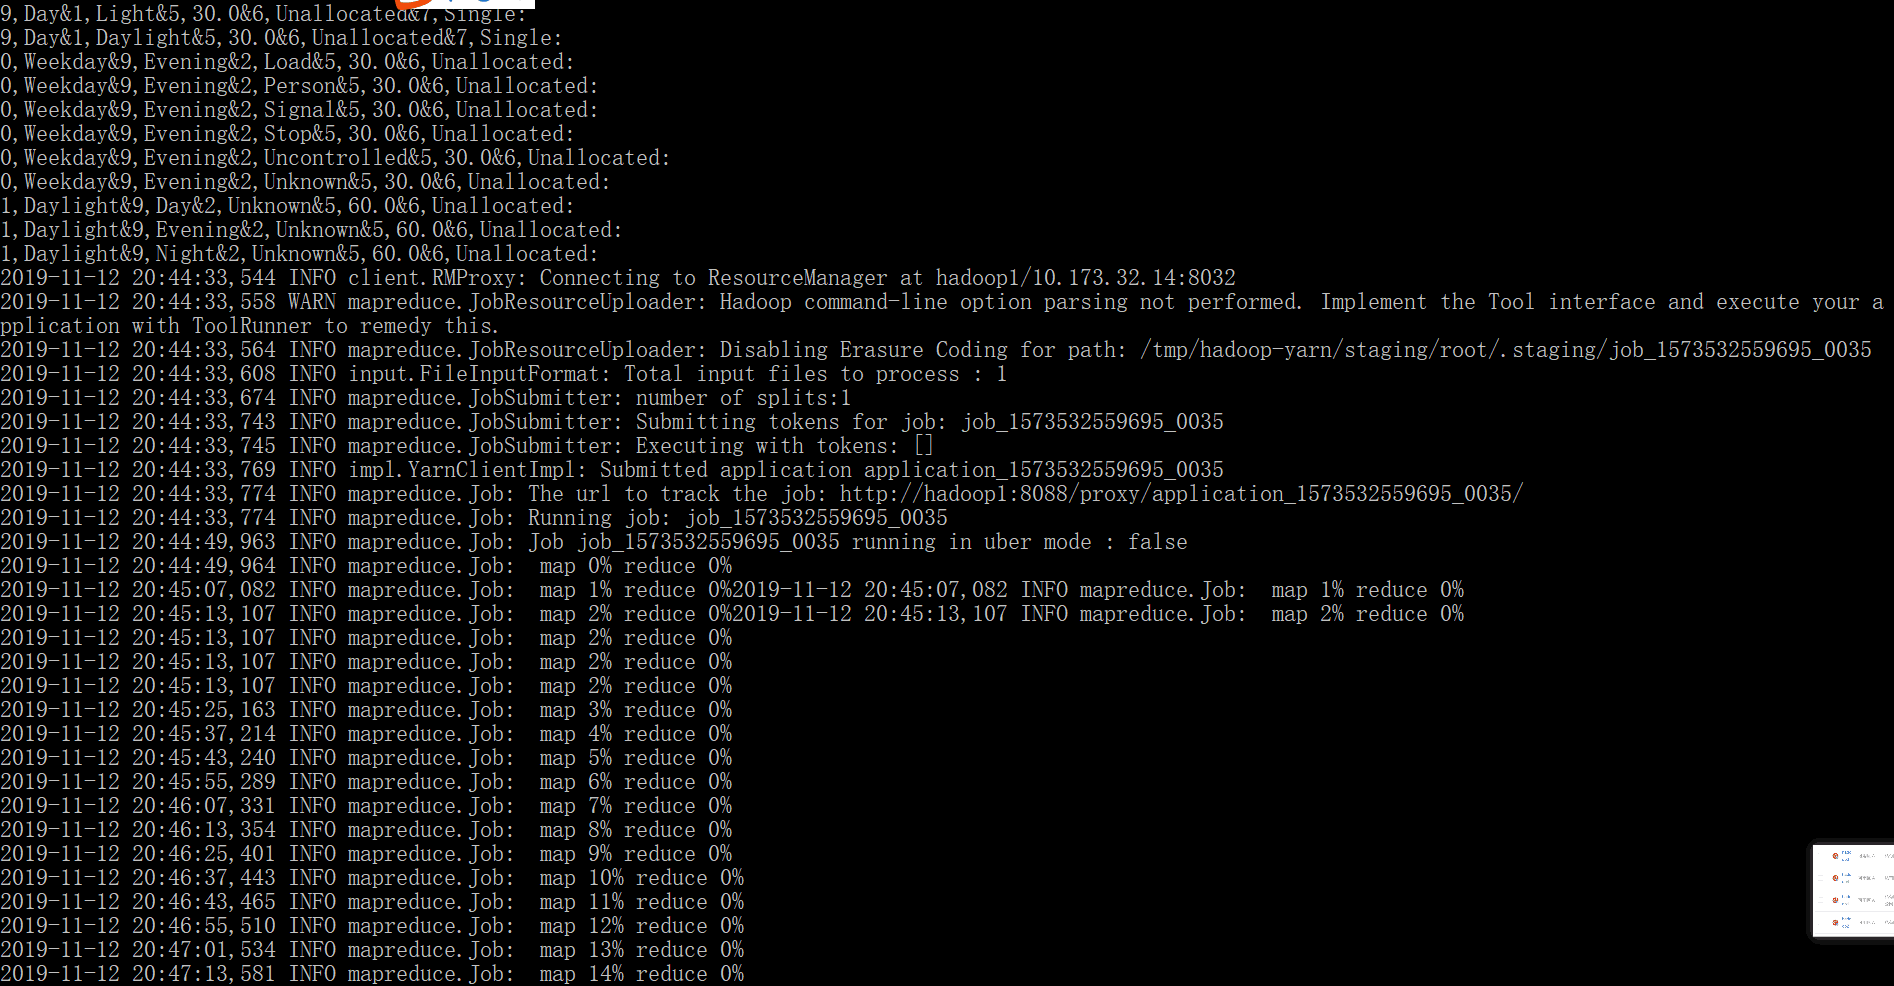 9,Day&1,Light&5,30.0&6,Unallocated&7,Single:
9,Day&1,Daylight&5,30.0&6,Unallocated&7,Single:
0,Weekday&9,Evening&2,Load&5,30.0&6,Unallocated:
0,Weekday&9,Evening&2,Person&5,30.0&6,Unallocated:
0,Weekday&9,Evening&2,Signal&5,30.0&6,Unallocated:
0,Weekday&9,Evening&2,Stop&5,30.0&6,Unallocated:
0,Weekday&9,Evening&2,Uncontrolled&5,30.0&6,Unallocated:
0,Weekday&9,Evening&2,Unknown&5,30.0&6,Unallocated:
1,Daylight&9,Day&2,Unknown&5,60.0&6,Unallocated:
1,Daylight&9,Evening&2,Unknown&5,60.0&6,Unallocated:
1,Daylight&9,Night&2,Unknown&5,60.0&6,Unallocated:
2019-11-12 20:44:33,544 INFO client.RMProxy: Connecting to ResourceManager at hadoop1/10.173.32.14:8032
2019-11-12 20:44:33,558 WARN mapreduce.JobResourceUploader: Hadoop command-line option parsing not performed. Implement the Tool interface and execute your a
pplication with ToolRunner to remedy this.
2019-11-12 20:44:33,564 INFO mapreduce.JobResourceUploader: Disabling Erasure Coding for path: /tmp/hadoop-yarn/staging/root/.staging/job_1573532559695_0035
2019-11-12 20:44:33,608 INFO input.FileInputFormat: Total input files to process : 1
2019-11-12 20:44:33,674 INFO mapreduce.JobSubmitter: number of splits:1
2019-11-12 20:44:33,743 INFO mapreduce.JobSubmitter: Submitting tokens for job: job_1573532559695_0035
2019-11-12 20:44:33,745 INFO mapreduce.JobSubmitter: Executing with tokens: []
2019-11-12 20:44:33,769 INFO impl.YarnClientImpl: Submitted application application_1573532559695_0035
2019-11-12 20:44:33,774 INFO mapreduce.Job: The url to track the job: http://hadoop1:8088/proxy/application_1573532559695_0035/
2019-11-12 20:44:33,774 INFO mapreduce.Job: Running job: job_1573532559695_0035
2019-11-12 20:44:49,963 INFO mapreduce.Job: Job job_1573532559695_0035 running in uber mode : false
2019-11-12 20:44:49,964 INFO mapreduce.Job:  map 0% reduce 0%
2019-11-12 20:45:07,082 INFO mapreduce.Job:  map 1% reduce 0%2019-11-12 20:45:07,082 INFO mapreduce.Job:  map 1% reduce 0%
2019-11-12 20:45:13,107 INFO mapreduce.Job:  map 2% reduce 0%2019-11-12 20:45:13,107 INFO mapreduce.Job:  map 2% reduce 0%
2019-11-12 20:45:13,107 INFO mapreduce.Job:  map 2% reduce 0%
2019-11-12 20:45:13,107 INFO mapreduce.Job:  map 2% reduce 0%
2019-11-12 20:45:13,107 INFO mapreduce.Job:  map 2% reduce 0%
2019-11-12 20:45:25,163 INFO mapreduce.Job:  map 3% reduce 0%
2019-11-12 20:45:37,214 INFO mapreduce.Job:  map 4% reduce 0%
2019-11-12 20:45:43,240 INFO mapreduce.Job:  map 5% reduce 0%
2019-11-12 20:45:55,289 INFO mapreduce.Job:  map 6% reduce 0%
2019-11-12 20:46:07,331 INFO mapreduce.Job:  map 7% reduce 0%
2019-11-12 20:46:13,354 INFO mapreduce.Job:  map 8% reduce 0%
2019-11-12 20:46:25,401 INFO mapreduce.Job:  map 9% reduce 0%
2019-11-12 20:46:37,443 INFO mapreduce.Job:  map 10% reduce 0%
2019-11-12 20:46:43,465 INFO mapreduce.Job:  map 11% reduce 0%
2019-11-12 20:46:55,510 INFO mapreduce.Job:  map 12% reduce 0%
2019-11-12 20:47:01,534 INFO mapreduce.Job:  map 13% reduce 0%
2019-11-12 20:47:13,581 INFO mapreduce.Job:  map 14% reduce 0%